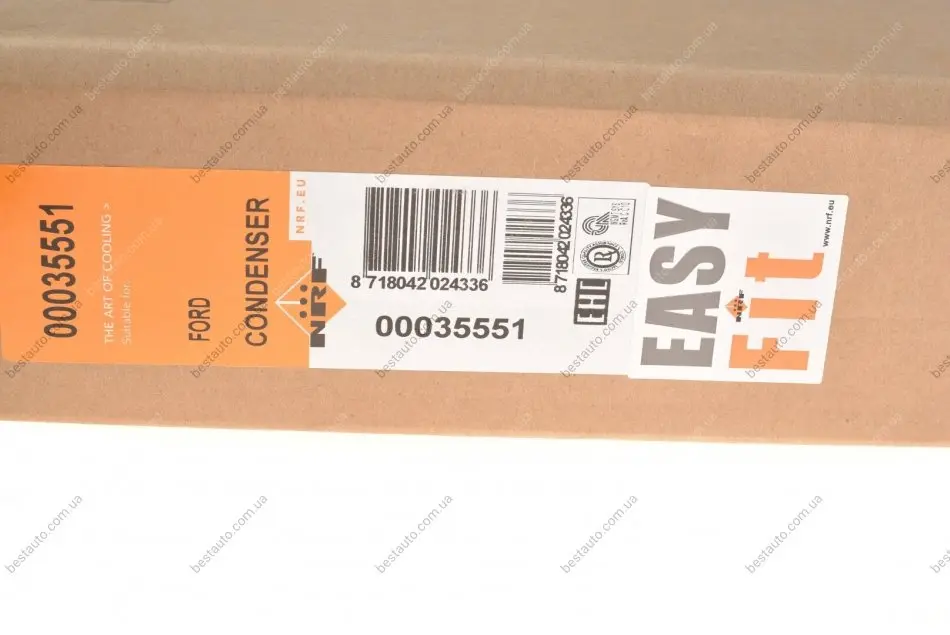 00035551
THE ART OF COOLING >
Suitable for:
FORD
CONDENSER
NRF.EU
NRF
8 718042 024336
00035551
8 718042 024336
EAC
EASY
Fit
NRF
www.nrf.eu
bestauto.com.ua